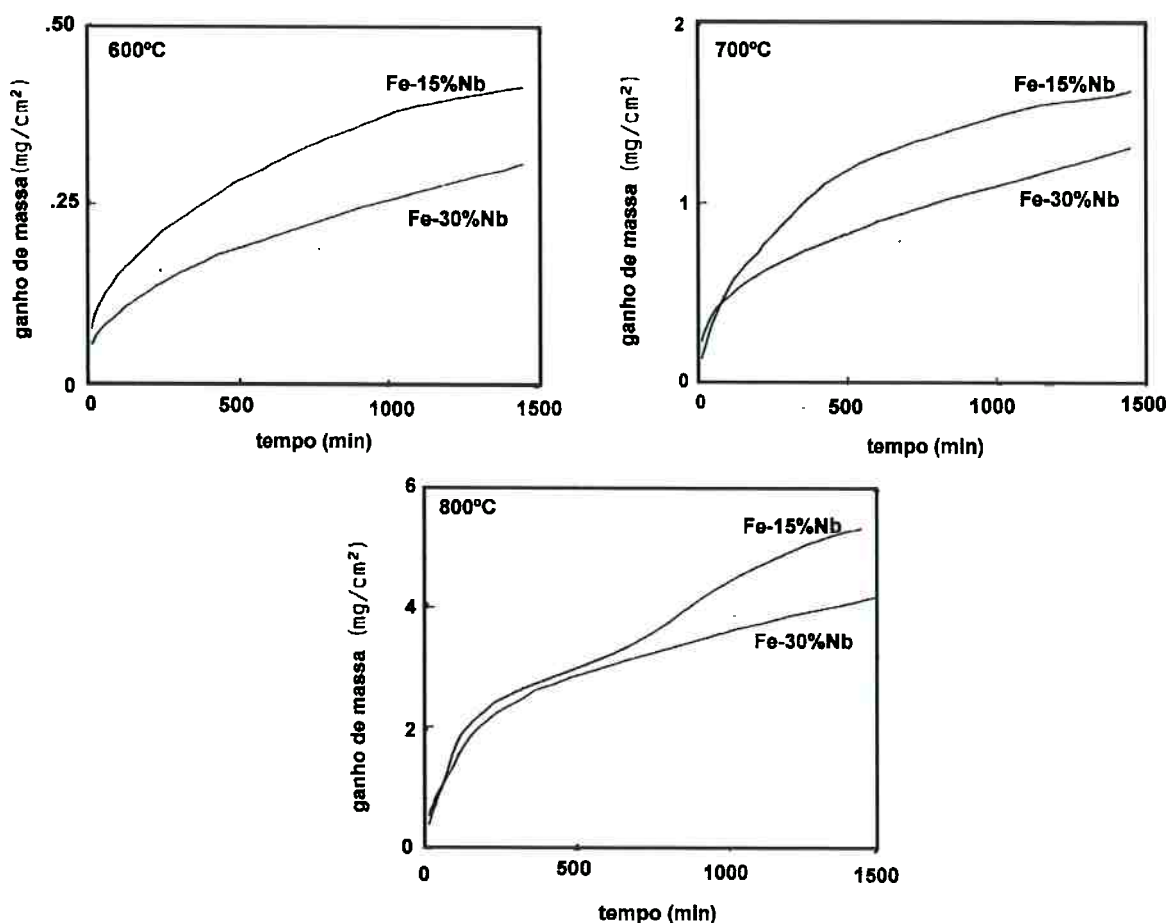 600ºC
ganho de massa (mg/cm²)
.50
.25
0
Fe-15%Nb
Fe-30%Nb
0 500 1000 1500
tempo (min)
700ºC
ganho de massa (mg/cm²)
2
1
0
Fe-15%Nb
Fe-30%Nb
0 500 1000 1500
tempo (min)
800ºC
ganho de massa (mg/cm²)
6
4
2
0
Fe-15%Nb
Fe-30%Nb
0 500 1000 1500
tempo (min)